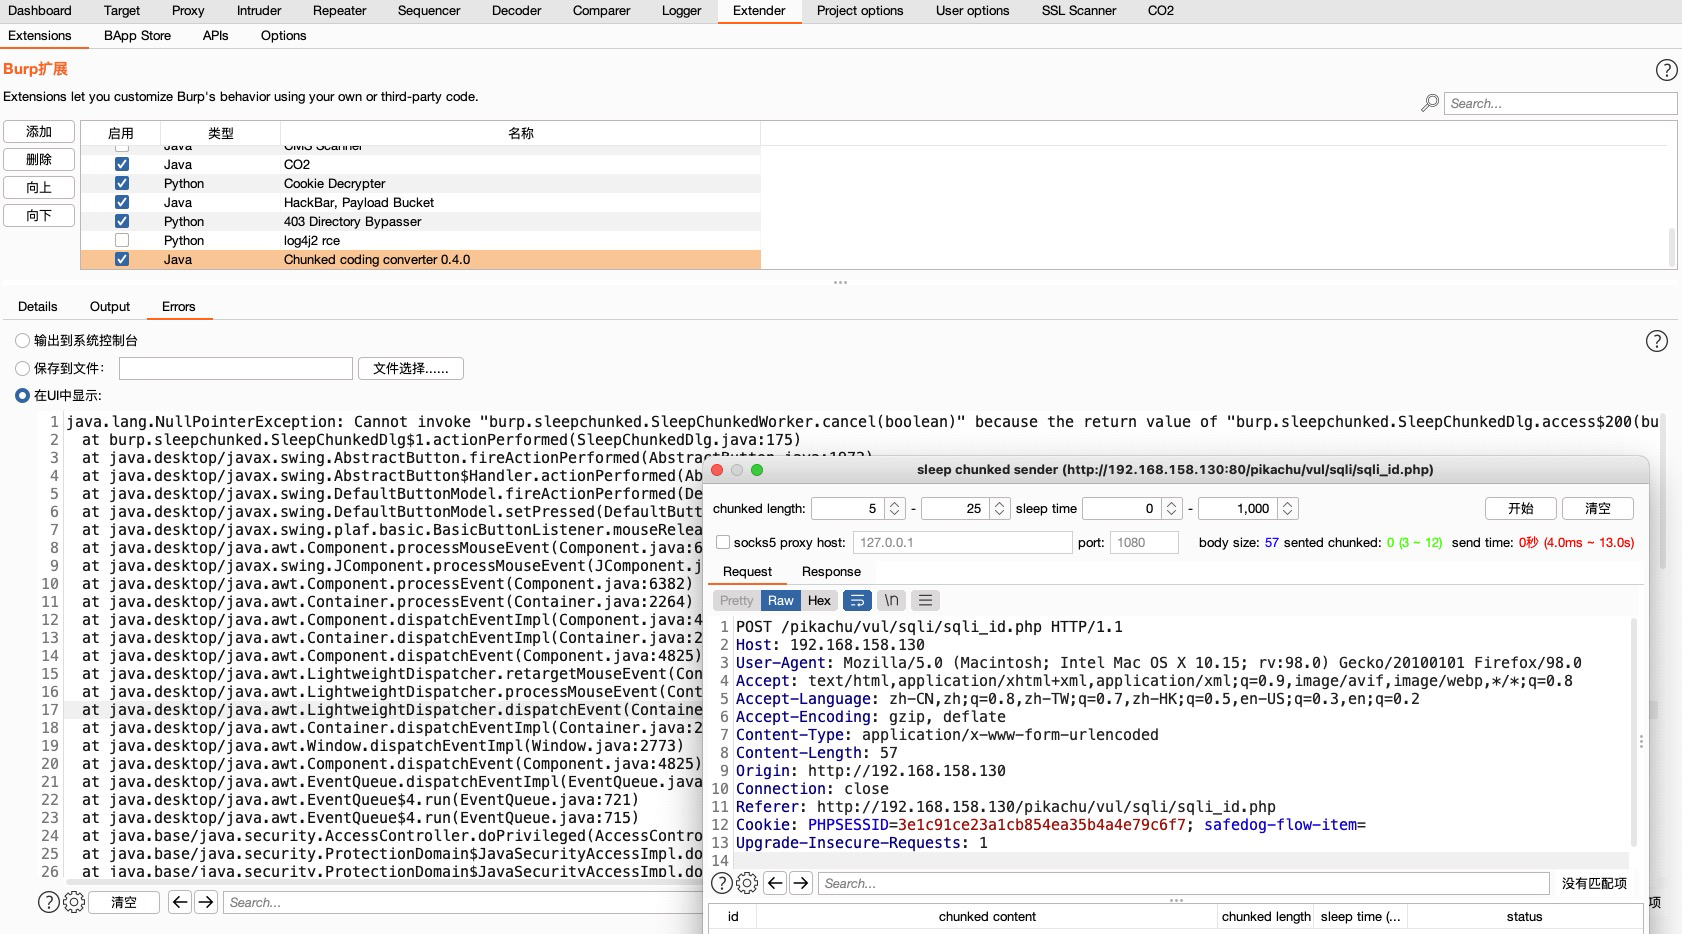 Dashboard Target Proxy Intruder Repeater Sequencer Decoder Comparer Logger Extender Project options User options SSL Scanner CO2
Extensions BApp Store APIs Options
Burp扩展
Extensions let you customize Burp's behavior using your own or third-party code.
Search...
添加
删除
向上
向下
启用 类型 名称
Java CMS Scanner
Java CO2
Python Cookie Decrypter
Java HackBar, Payload Bucket
Python 403 Directory Bypasser
Python log4j2 rce
Java Chunked coding converter 0.4.0
Details Output Errors
输出到系统控制台
保存到文件: 文件选择......
在UI中显示:
1 java.lang.NullPointerException: Cannot invoke "burp.sleepchunked.SleepChunkedWorker.cancel(boolean)" because the return value of "burp.sleepchunked.SleepChunkedDlg.access$200(bu
2 at burp.sleepchunked.SleepChunkedDlg$1.actionPerformed(SleepChunkedDlg.java:175)
3 at java.desktop/javax.swing.AbstractButton.fireActionPerformed(AbstractButton.java:1972)
4 at java.desktop/javax.swing.AbstractButton$Handler.actionPerformed(Ab
5 at java.desktop/javax.swing.DefaultButtonModel.fireActionPerformed(De
6 at java.desktop/javax.swing.DefaultButtonModel.setPressed(DefaultButt
7 at java.desktop/javax.swing.plaf.basic.BasicButtonListener.mouseRelea
8 at java.desktop/java.awt.Component.processMouseEvent(Component.java:6
9 at java.desktop/javax.swing.JComponent.processMouseEvent(JComponent.j
10 at java.desktop/java.awt.Component.processEvent(Component.java:6382)
11 at java.desktop/java.awt.Container.processEvent(Container.java:2264)
12 at java.desktop/java.awt.Component.dispatchEventImpl(Component.java:4
13 at java.desktop/java.awt.Container.dispatchEventImpl(Container.java:2
14 at java.desktop/java.awt.Component.dispatchEvent(Component.java:4825)
15 at java.desktop/java.awt.LightweightDispatcher.retargetMouseEvent(Con
16 at java.desktop/java.awt.LightweightDispatcher.processMouseEvent(Cont
17 at java.desktop/java.awt.LightweightDispatcher.dispatchEvent(Containe
18 at java.desktop/java.awt.Container.dispatchEventImpl(Container.java:2
19 at java.desktop/java.awt.Window.dispatchEventImpl(Window.java:2773)
20 at java.desktop/java.awt.Component.dispatchEvent(Component.java:4825)
21 at java.desktop/java.awt.EventQueue.dispatchEventImpl(EventQueue.java
22 at java.desktop/java.awt.EventQueue$4.run(EventQueue.java:721)
23 at java.desktop/java.awt.EventQueue$4.run(EventQueue.java:715)
24 at java.base/java.security.AccessController.doPrivileged(AccessContro
25 at java.base/java.security.ProtectionDomain$JavaSecurityAccessImpl.do
26 at java.base/java.security.ProtectionDomain$JavaSecurityAccessImpl.do
清空 Search... 项
sleep chunked sender (http://192.168.158.130:80/pikachu/vul/sqli/sqli_id.php)
chunked length: 5 - 25 sleep time 0 - 1,000 开始 清空
socks5 proxy host: 127.0.0.1 port: 1080 body size: 57 sented chunked: 0 (3 ~ 12) send time: 0秒 (4.0ms ~ 13.0s)
Request Response
Pretty Raw Hex \n
1 POST /pikachu/vul/sqli/sqli_id.php HTTP/1.1
2 Host: 192.168.158.130
3 User-Agent: Mozilla/5.0 (Macintosh; Intel Mac OS X 10.15; rv:98.0) Gecko/20100101 Firefox/98.0
4 Accept: text/html,application/xhtml+xml,application/xml;q=0.9,image/avif,image/webp,*/*;q=0.8
5 Accept-Language: zh-CN,zh;q=0.8,zh-TW;q=0.7,zh-HK;q=0.5,en-US;q=0.3,en;q=0.2
6 Accept-Encoding: gzip, deflate
7 Content-Type: application/x-www-form-urlencoded
8 Content-Length: 57
9 Origin: http://192.168.158.130
10 Connection: close
11 Referer: http://192.168.158.130/pikachu/vul/sqli/sqli_id.php
12 Cookie: PHPSESSID=3e1c91ce23a1cb854ea35b4a4e79c6f7; safedog-flow-item=
13 Upgrade-Insecure-Requests: 1
14
Search... 没有匹配项
id chunked content chunked length sleep time (... status